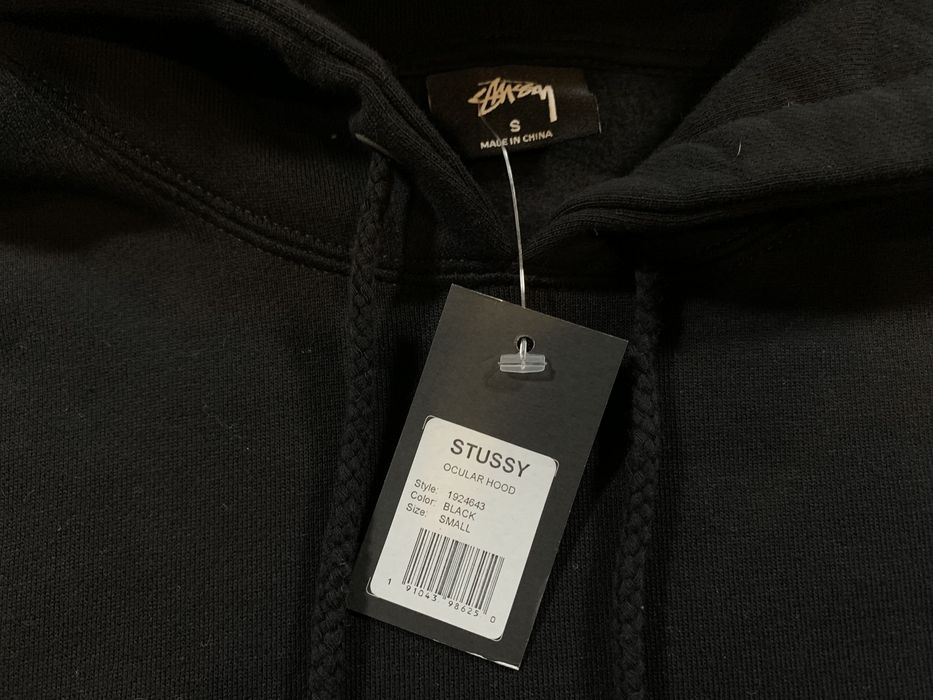 Stüssy
S
MADE IN CHINA
STUSSY
OCULAR HOOD
Style: 1924643
Color: BLACK
Size: SMALL
1 91043 98625 0